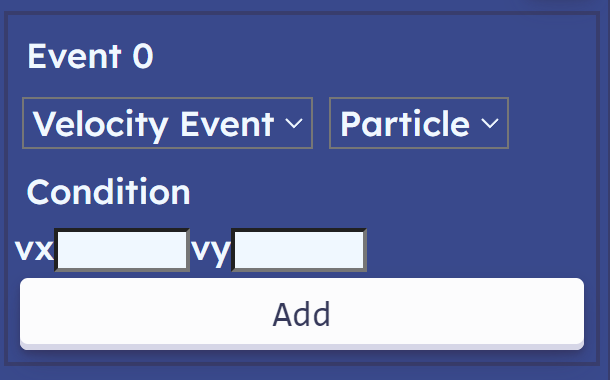 Event 0
Velocity Event Particle
Condition
vx vy
Add